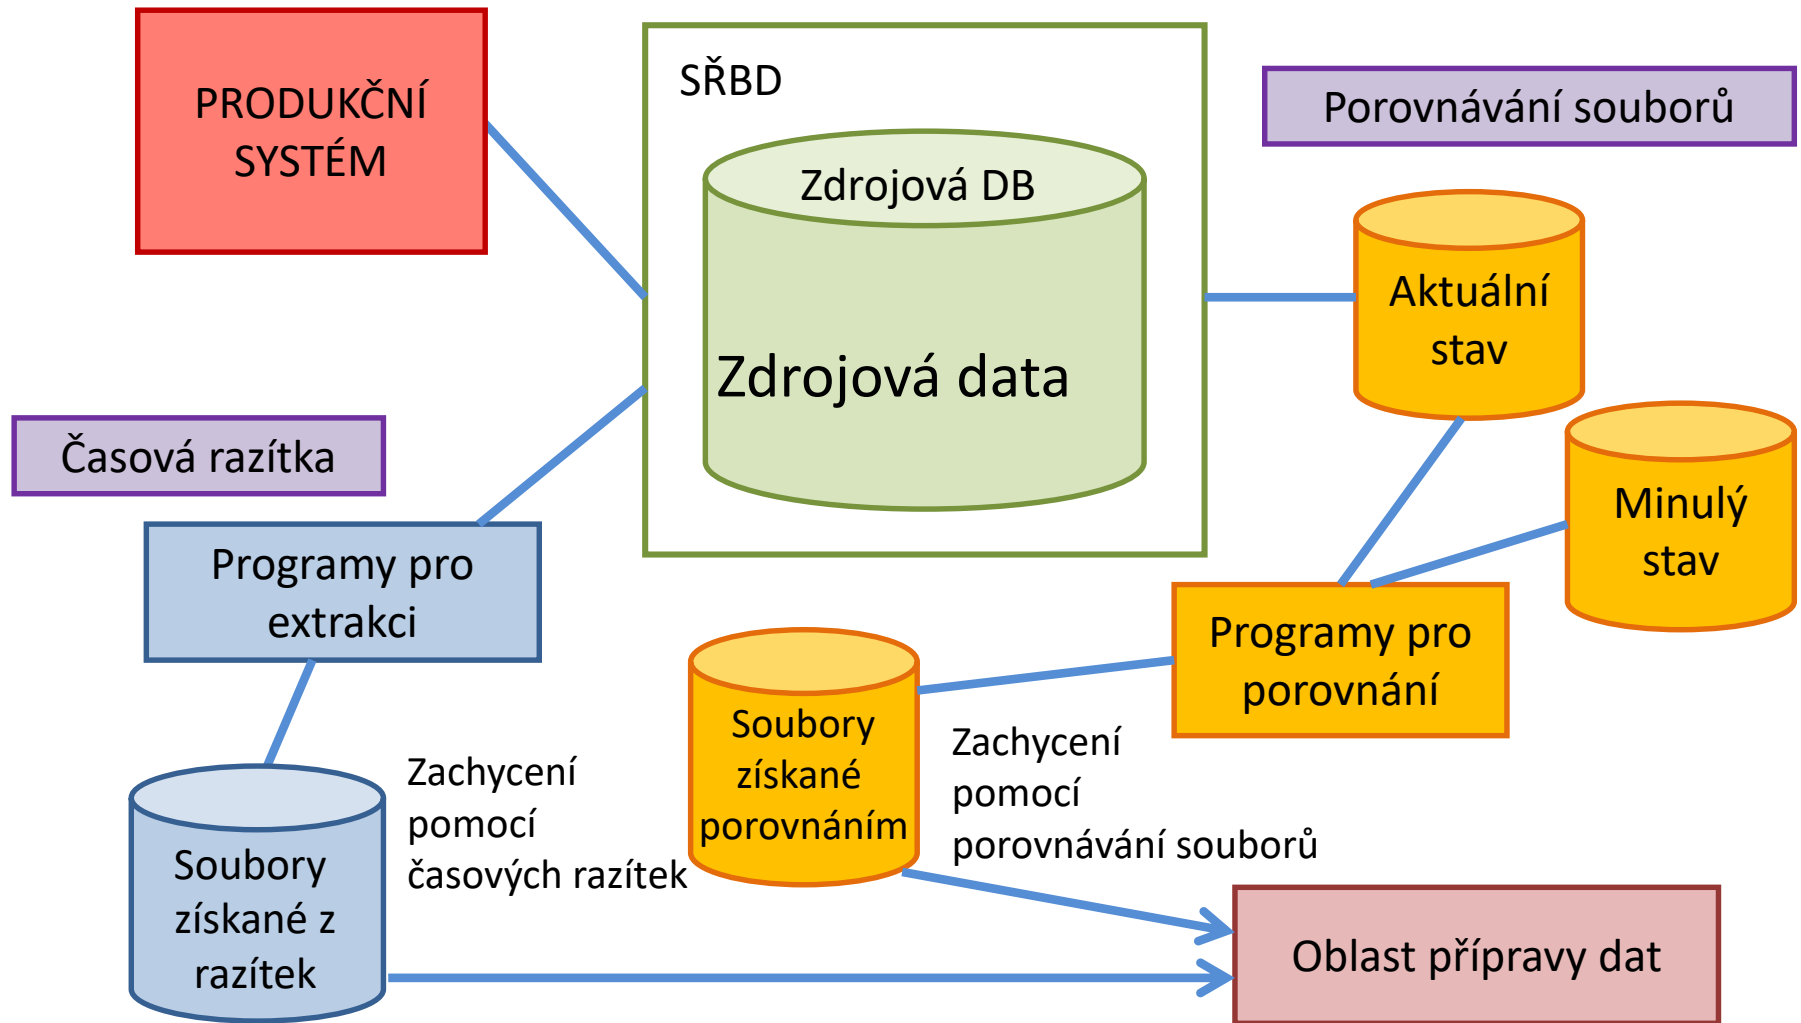 PRODUKČNÍ
SYSTÉM
SŘBD
Zdrojová DB
Zdrojová data
Porovnávání souborů
Aktuální
stav
Minulý
stav
Časová razítka
Programy pro
extrakci
Programy pro
porovnání
Soubory
získané
porovnáním
Zachycení
pomocí
porovnávání souborů
Zachycení
pomocí
časových razítek
Soubory
získané z
razítek
Oblast přípravy dat